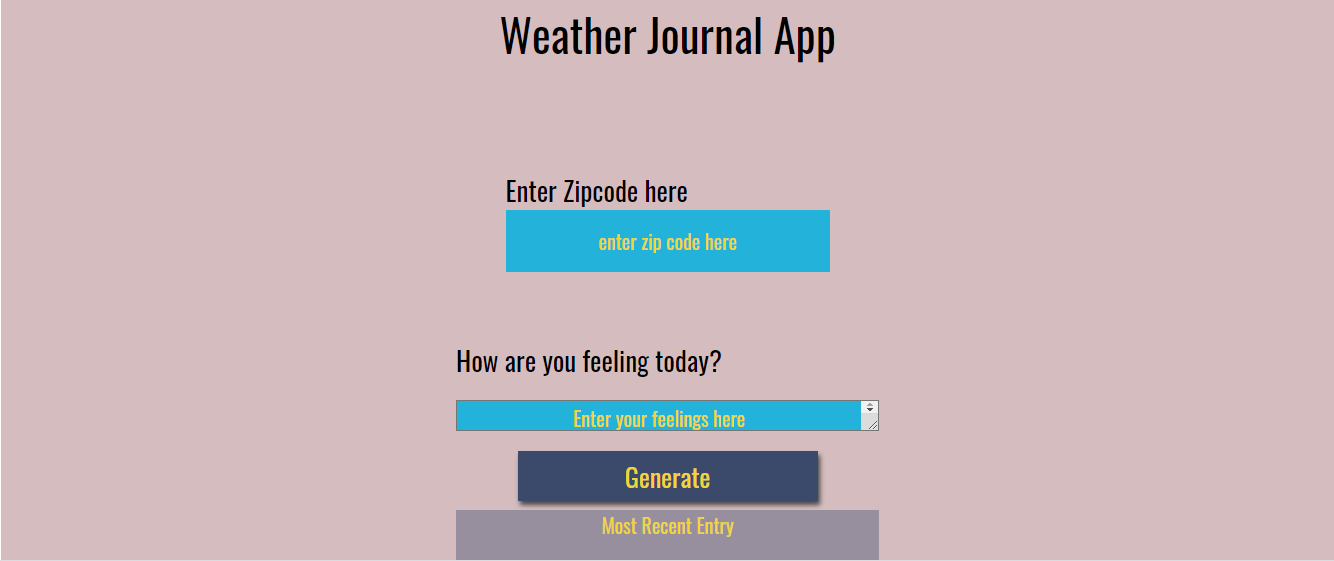 Weather Journal App
Enter Zipcode here
enter zip code here
How are you feeling today?
Enter your feelings here
Generate
Most Recent Entry